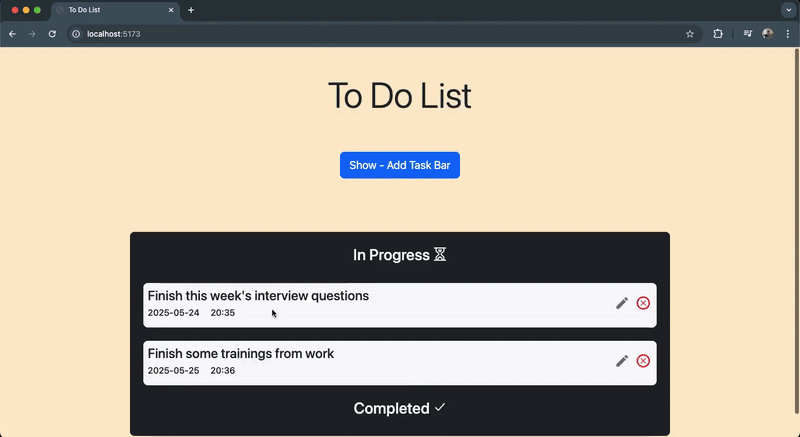 To Do List
localhost:5173
To Do List
Show - Add Task Bar
In Progress
Finish this week's interview questions
2025-05-24 20:35
Finish some trainings from work
2025-05-25 20:36
Completed